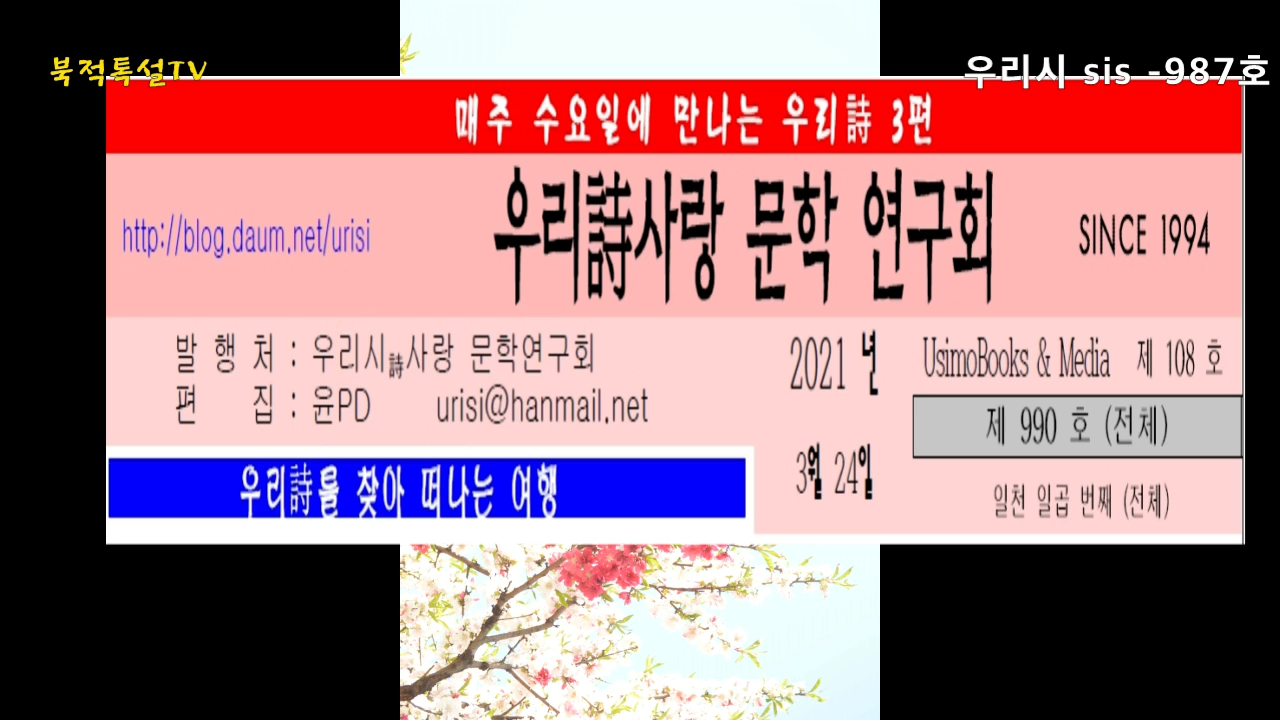 북적톡설TV
우리시 sis -987호
매주 수요일에 만나는 우리詩 3편
http://blog.daum.net/urisi
우리詩사랑 문학 연구회
SINCE 1994
발 행 처 : 우리시詩사랑 문학연구회
편 집 : 윤PD urisi@hanmail.net
2021 년
3월 24일
UsimoBooks & Media 제 108 호
제 990 호 (전체)
일천 일곱 번째 (전체)
우리詩를 찾아 떠나는 여행